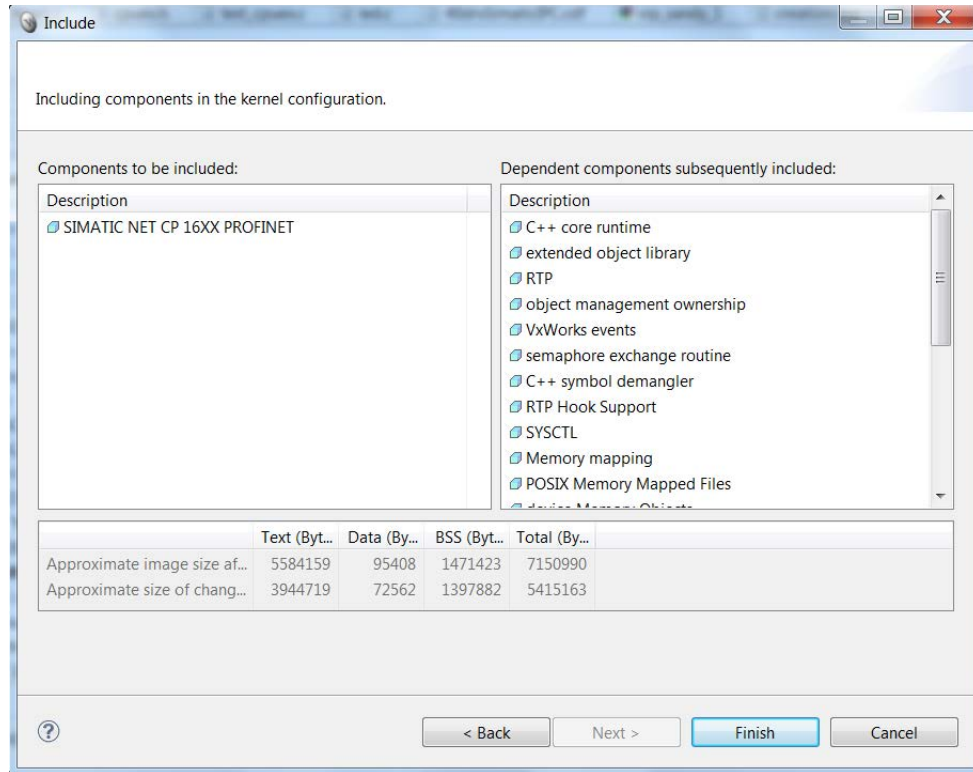 Include
Including components in the kernel configuration.
Components to be included:
Description
SIMATIC NET CP 16XX PROFINET
Dependent components subsequently included:
Description
C++ core runtime
extended object library
RTP
object management ownership
VxWorks events
semaphore exchange routine
C++ symbol demangler
RTP Hook Support
SYSCTL
Memory mapping
POSIX Memory Mapped Files
Text (Byt... Data (By... BSS (Byt... Total (By...
Approximate image size af... 5584159 95408 1471423 7150990
Approximate size of chang... 3944719 72562 1397882 5415163
?
< Back Next > Finish Cancel